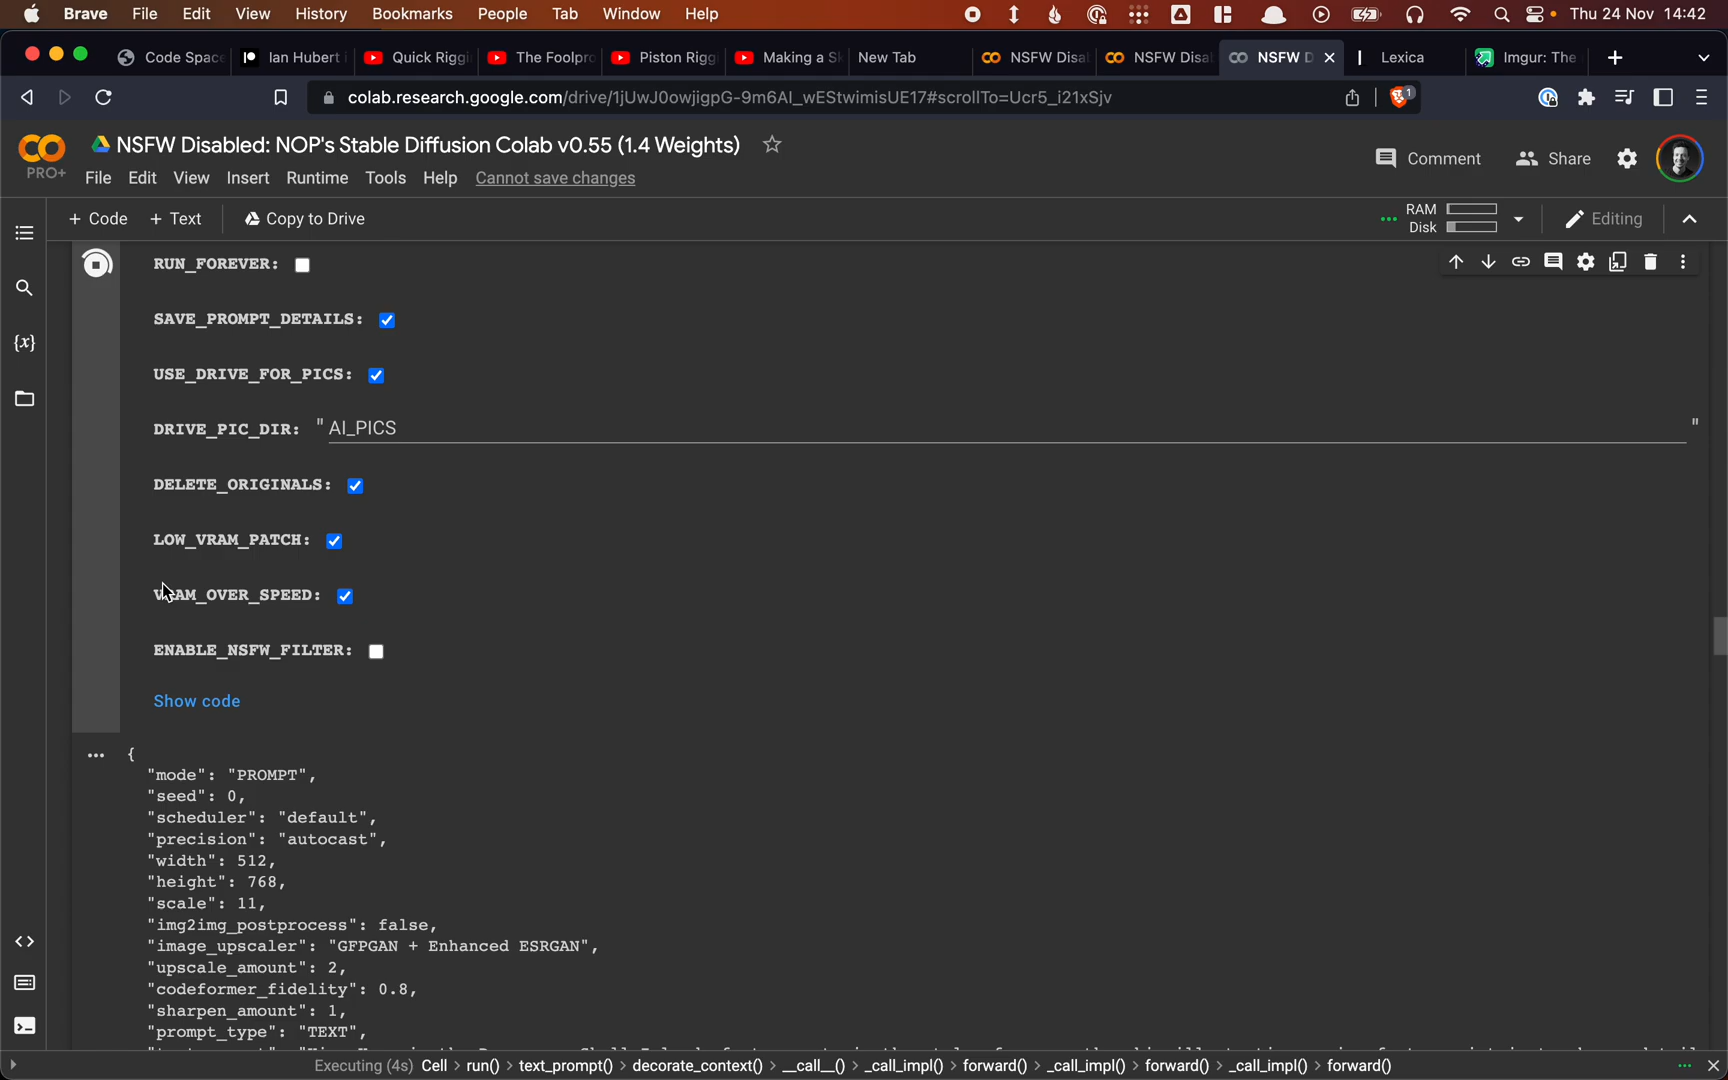 Brave File Edit View History Bookmarks People Tab Window Help Thu 24 Nov 14:42
Code Space Ian Hubert i Quick Riggi The Foolpro Piston Rigg Making a Sk New Tab NSFW Disa NSFW Disa NSFW D Lexica Imgur: The
colab.research.google.com/drive/1jUwJ0owjigpG-9m6AI_wEStwimisUE17#scrollTo=Ucr5_i21xSjv 1
NSFW Disabled: NOP's Stable Diffusion Colab v0.55 (1.4 Weights)
Comment Share
PRO+
File Edit View Insert Runtime Tools Help Cannot save changes
+ Code + Text Copy to Drive RAM Disk Editing
RUN_FOREVER:
SAVE_PROMPT_DETAILS:
USE_DRIVE_FOR_PICS:
DRIVE_PIC_DIR: " AI_PICS "
DELETE_ORIGINALS:
LOW_VRAM_PATCH:
VRAM_OVER_SPEED:
ENABLE_NSFW_FILTER:
Show code
{
"mode": "PROMPT",
"seed": 0,
"scheduler": "default",
"precision": "autocast",
"width": 512,
"height": 768,
"scale": 11,
"img2img_postprocess": false,
"image_upscaler": "GFPGAN + Enhanced ESRGAN",
"upscale_amount": 2,
"codeformer_fidelity": 0.8,
"sharpen_amount": 1,
"prompt_type": "TEXT",
Executing (4s) Cell > run() > text_prompt() > decorate_context() > __call__() > _call_impl() > forward() > _call_impl() > forward() > _call_impl() > forward()